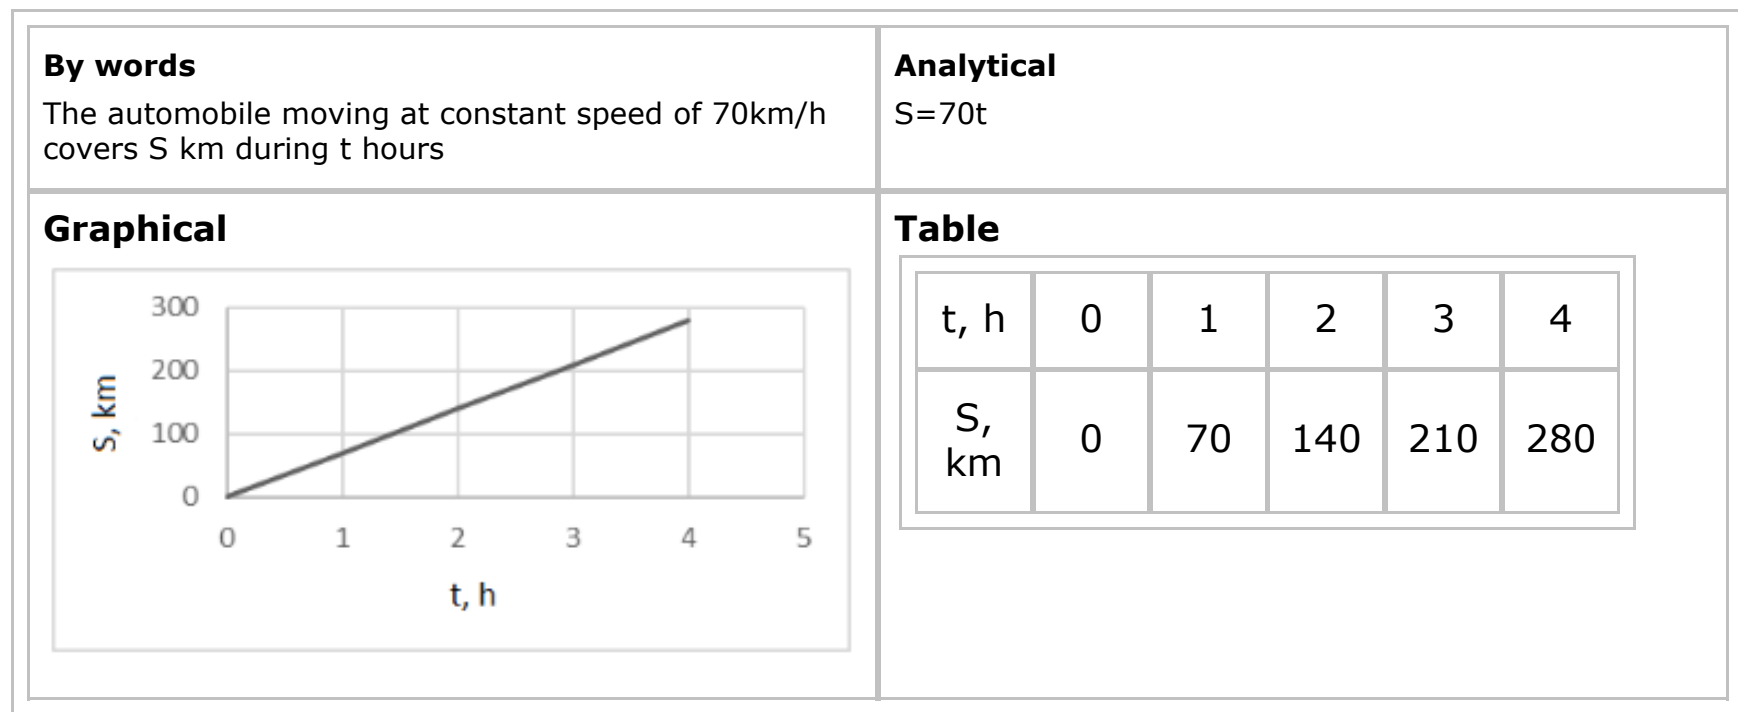 By words
The automobile moving at constant speed of 70km/h
covers S km during t hours
Analytical
S=70t
Graphical
300
200
100
0
S, km
0 1 2 3 4 5
t, h
Table
t, h 0 1 2 3 4
S,
km 0 70 140 210 280